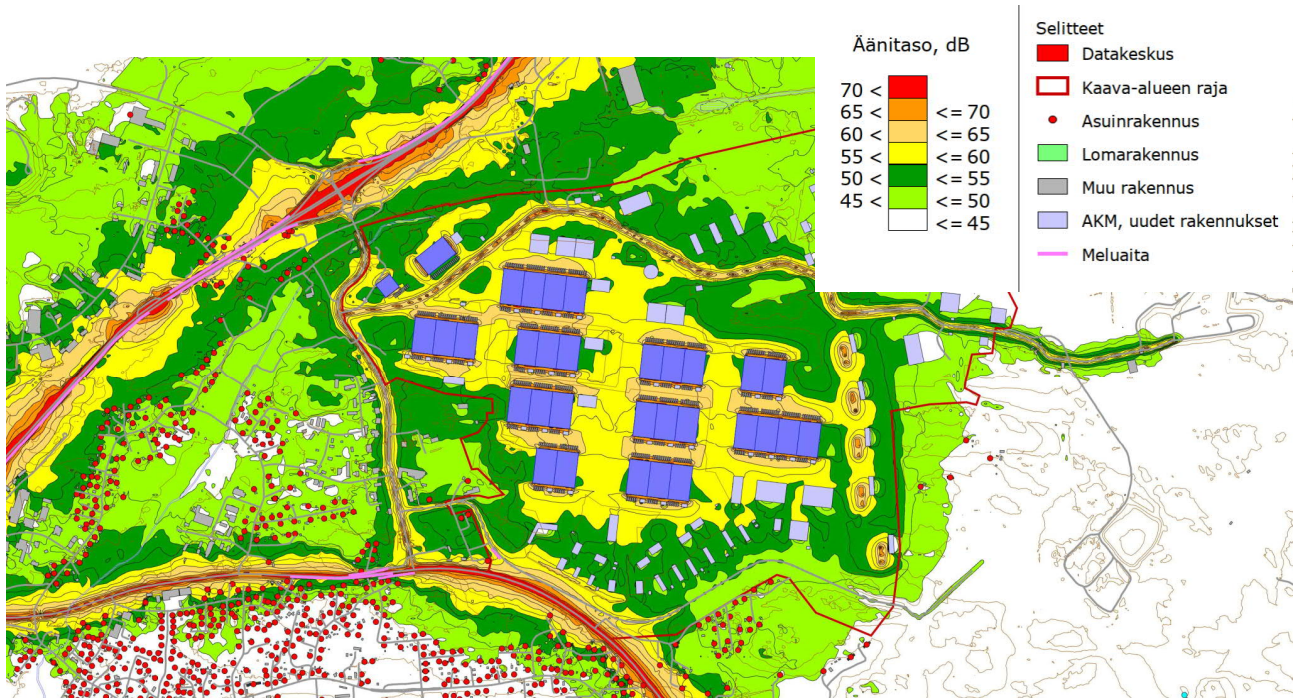 Äänitaso, dB
70 <
65 < <= 70
60 < <= 65
55 < <= 60
50 < <= 55
45 < <= 50
<= 45
Selitteet
Datakeskus
Kaava-alueen raja
Asuinrakennus
Lomarakennus
Muu rakennus
AKM, uudet rakennukset
Meluaita